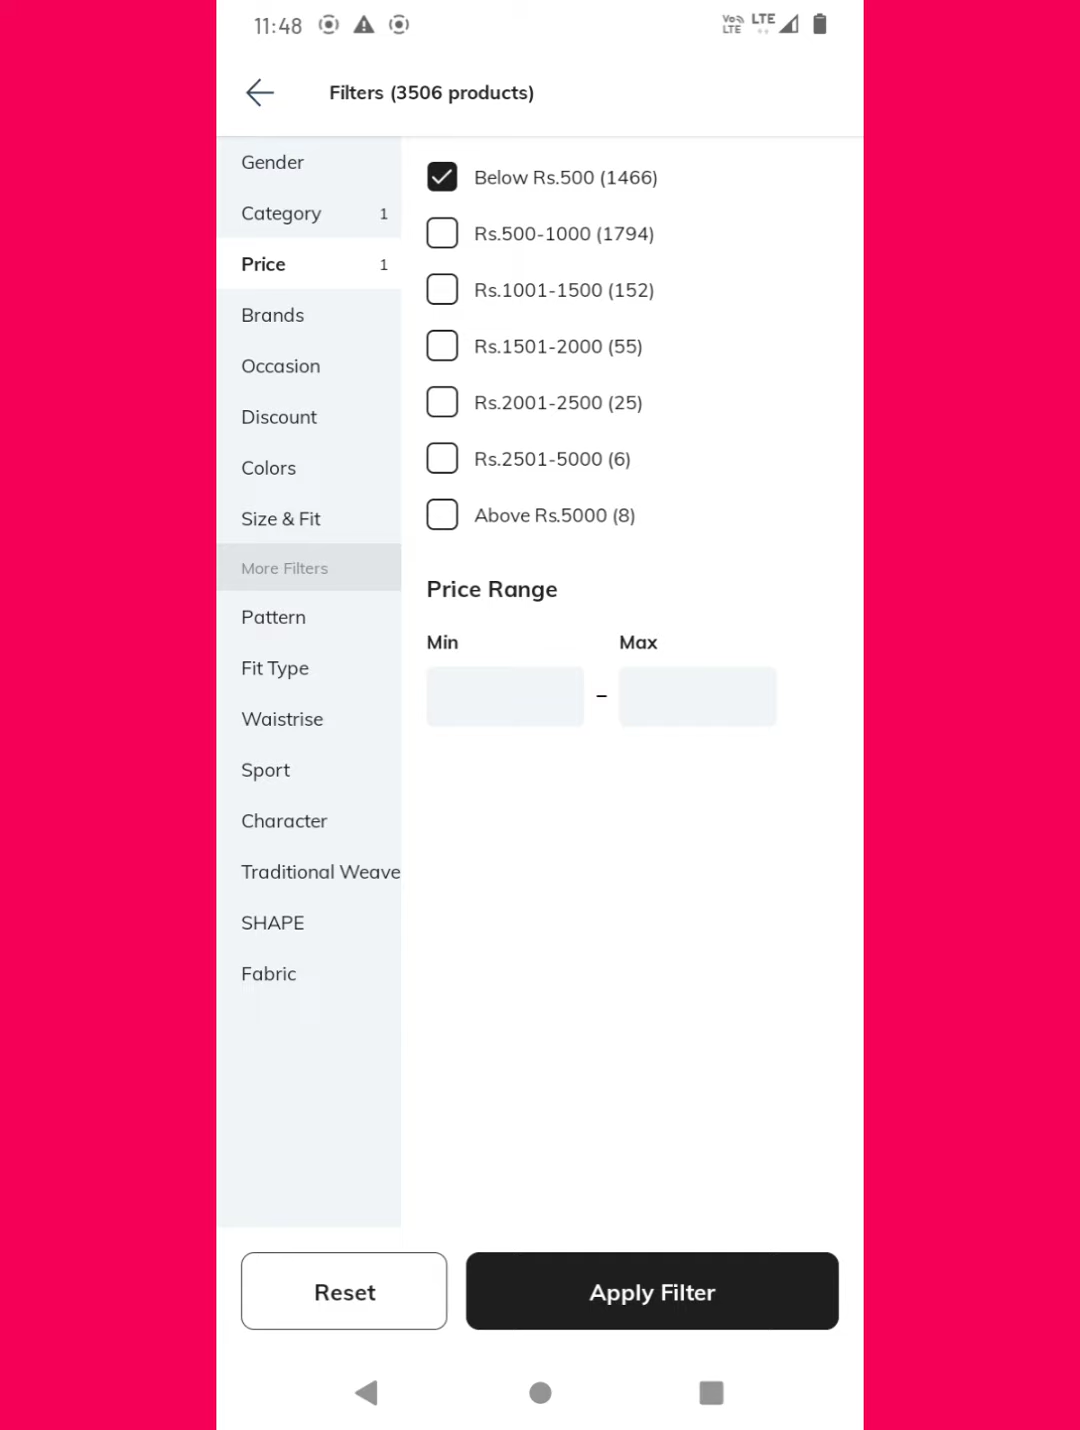 11:48
Vo LTE
LTE
Filters (3506 products)
Gender
Category 1
Price 1
Brands
Occasion
Discount
Colors
Size & Fit
More Filters
Pattern
Fit Type
Waistrise
Sport
Character
Traditional Weave
SHAPE
Fabric
Below Rs.500 (1466)
Rs.500-1000 (1794)
Rs.1001-1500 (152)
Rs.1501-2000 (55)
Rs.2001-2500 (25)
Rs.2501-5000 (6)
Above Rs.5000 (8)
Price Range
Min
Max
–
Reset
Apply Filter